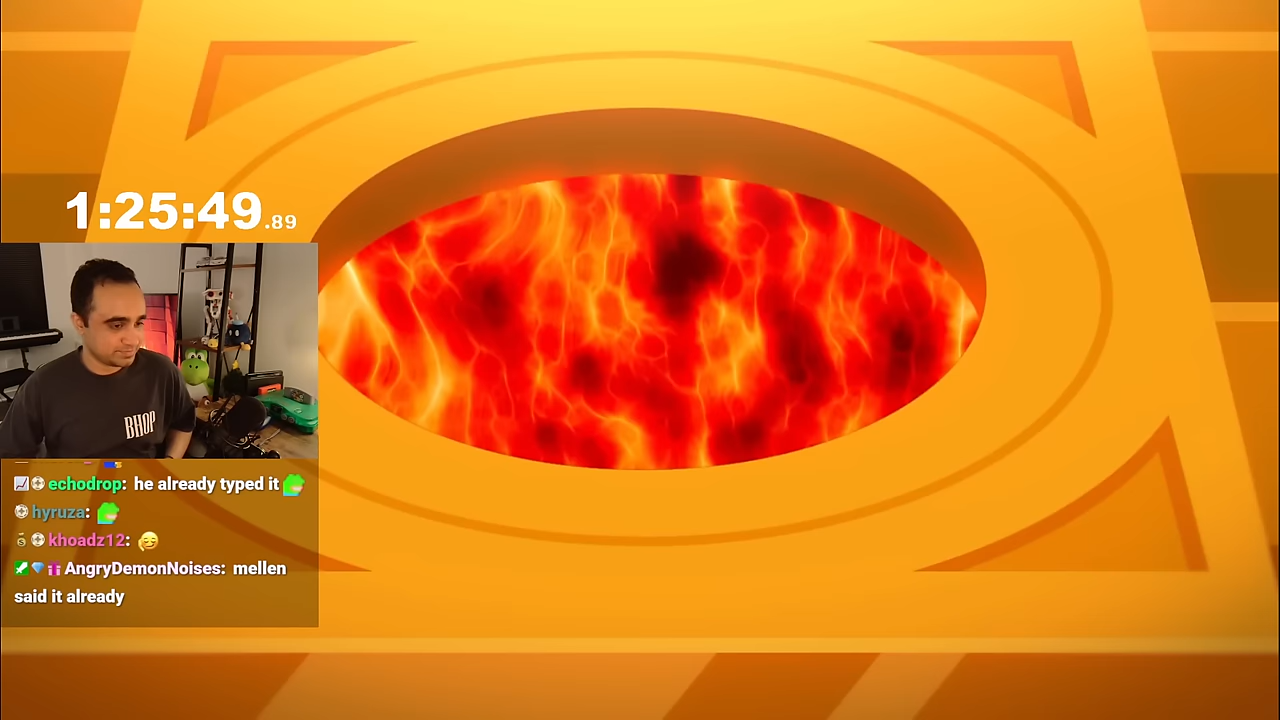 1:25:49.89
BHOP
echodrop: he already typed it
hyruza:
khoadz12:
AngryDemonNoises: mellen
said it already